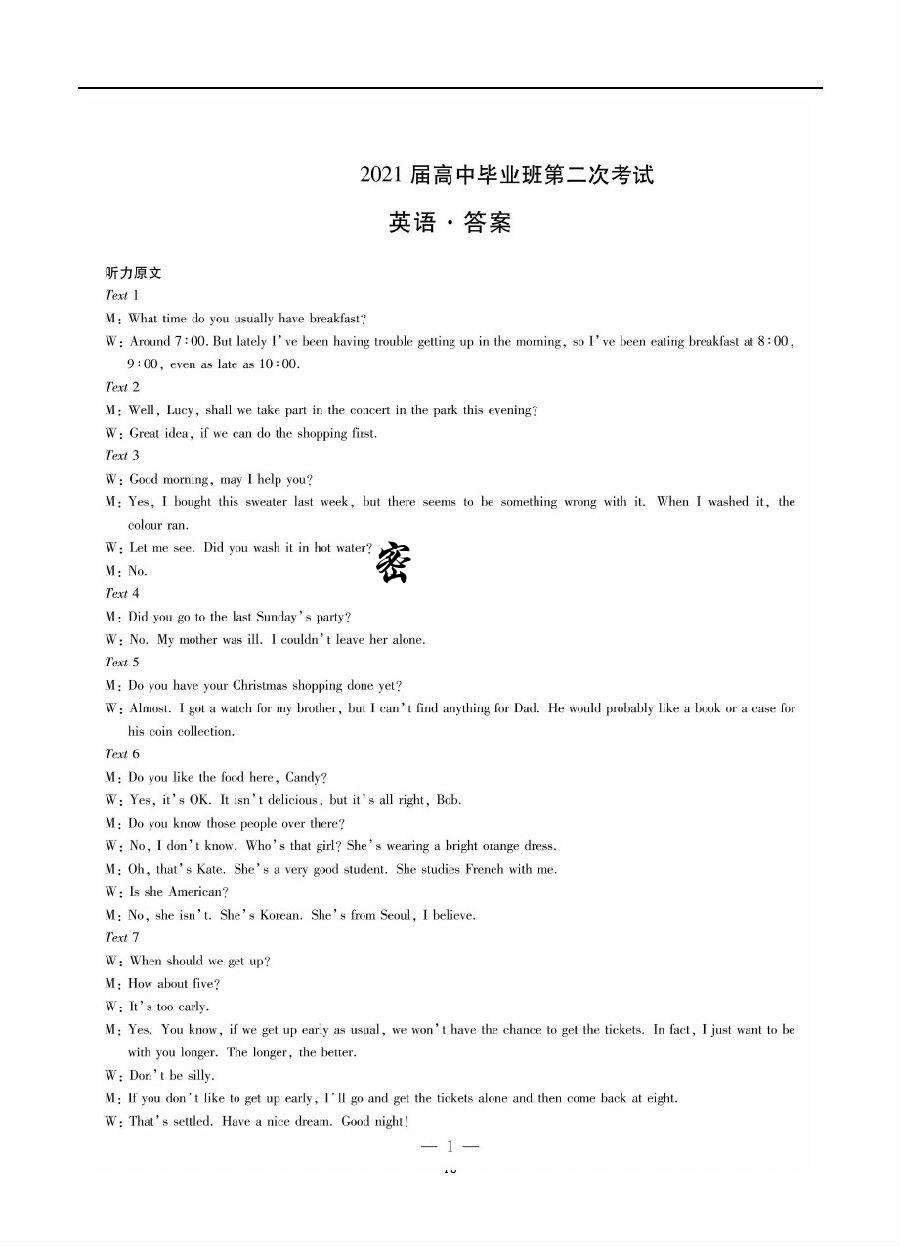 2021 届高中毕业班第二次考试
英语·答案
听力原文
Text 1
M: What time do you usually have breakfast?
W: Around 7:00. But lately I've been having trouble getting up in the morning, so I've been eating breakfast at 8:00,
9:00, even as late as 10:00.
Text 2
M: Well, Lucy, shall we take part in the concert in the park this evening?
W: Great idea, if we can do the shopping first.
Text 3
W: Good morning, may I help you?
M: Yes, I bought this sweater last week, but there seems to be something wrong with it. When I washed it, the
colour ran.
W: Let me see. Did you wash it in hot water?
密
M: No.
Text 4
M: Did you go to the last Sunday's party?
W: No. My mother was ill. I couldn't leave her alone.
Text 5
M: Do you have your Christmas shopping done yet?
W: Almost. I got a watch for my brother, but I can't find anything for Dad. He would probably like a book or a case for
his coin collection.
Text 6
M: Do you like the food here, Candy?
W: Yes, it's OK. It isn't delicious, but it's all right, Bob.
M: Do you know those people over there?
W: No, I don't know. Who's that girl? She's wearing a bright orange dress.
M: Oh, that's Kate. She's a very good student. She studies French with me.
W: Is she American?
M: No, she isn't. She's Korean. She's from Seoul, I believe.
Text 7
W: When should we get up?
M: How about five?
W: It's too early.
M: Yes. You know, if we get up early as usual, we won't have the chance to get the tickets. In fact, I just want to be
with you longer. The longer, the better.
W: Don't be silly.
M: If you don't like to get up early, I'll go and get the tickets alone and then come back at eight.
W: That's settled. Have a nice dream. Good night!
— 1 —